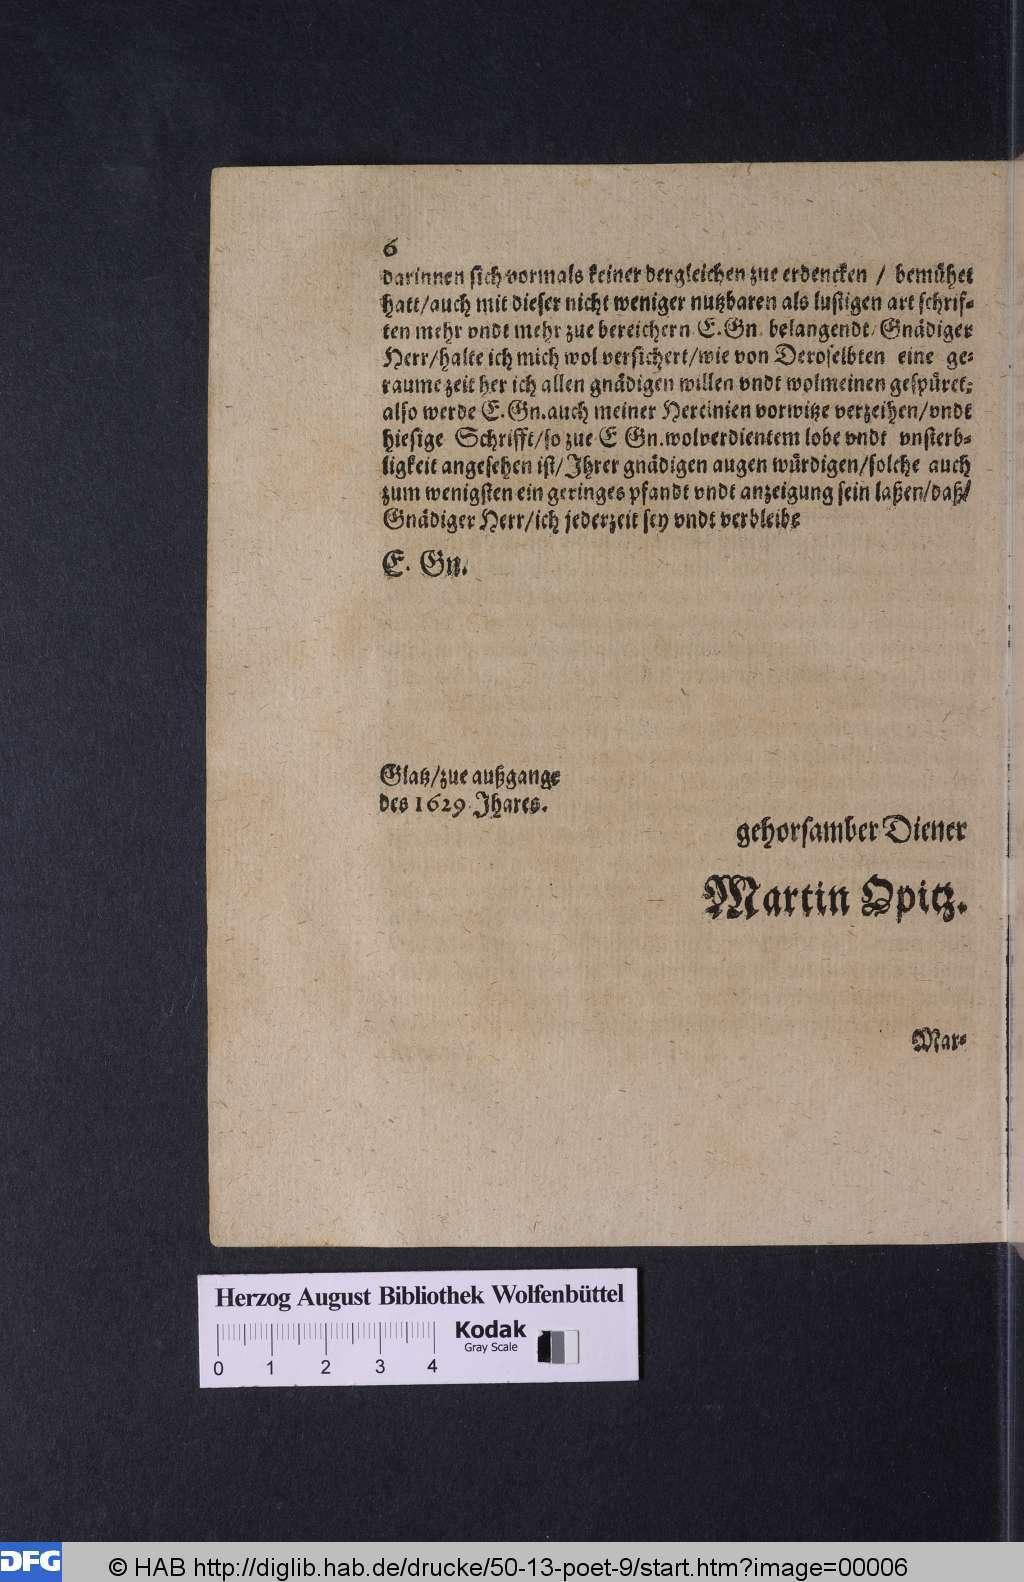 6
darinnen sich vormals keiner dergleichen zue erdencken / bemühet
hatt/auch mit dieser nicht weniger nutzbaren als lustigen art schrif-
ten mehr vndt mehr zue bereichern E.Gn. belangendt/ Gnädiger
Herr/halte ich mich wol versichert/wie von Deroselbten eine ge-
raume zeit her ich allen gnädigen willen vndt wolmeinen gespüret;
also werde E.Gn.auch meiner Hercinien vorwitze verzeihen/vndt
hiesige Schrifft/so zue E Gn.wolverdientem lobe vndt vnsterb-
ligkeit angesehen ist/Ihrer gnädigen augen würdigen/solche auch
zum wenigsten ein geringes pfandt vndt anzeigung sein laßen/daß/
Gnädiger Herr/ich jederzeit sey vndt verbleibe
E. Gn.
Glatz/zue außgange
des 1629. Jhares.
gehorsamber Diener
Martin Opitz.
Mar-
Herzog August Bibliothek Wolfenbüttel
Kodak
Gray Scale
0 1 2 3 4
DFG © HAB http://diglib.hab.de/drucke/50-13-poet-9/start.htm?image=00006